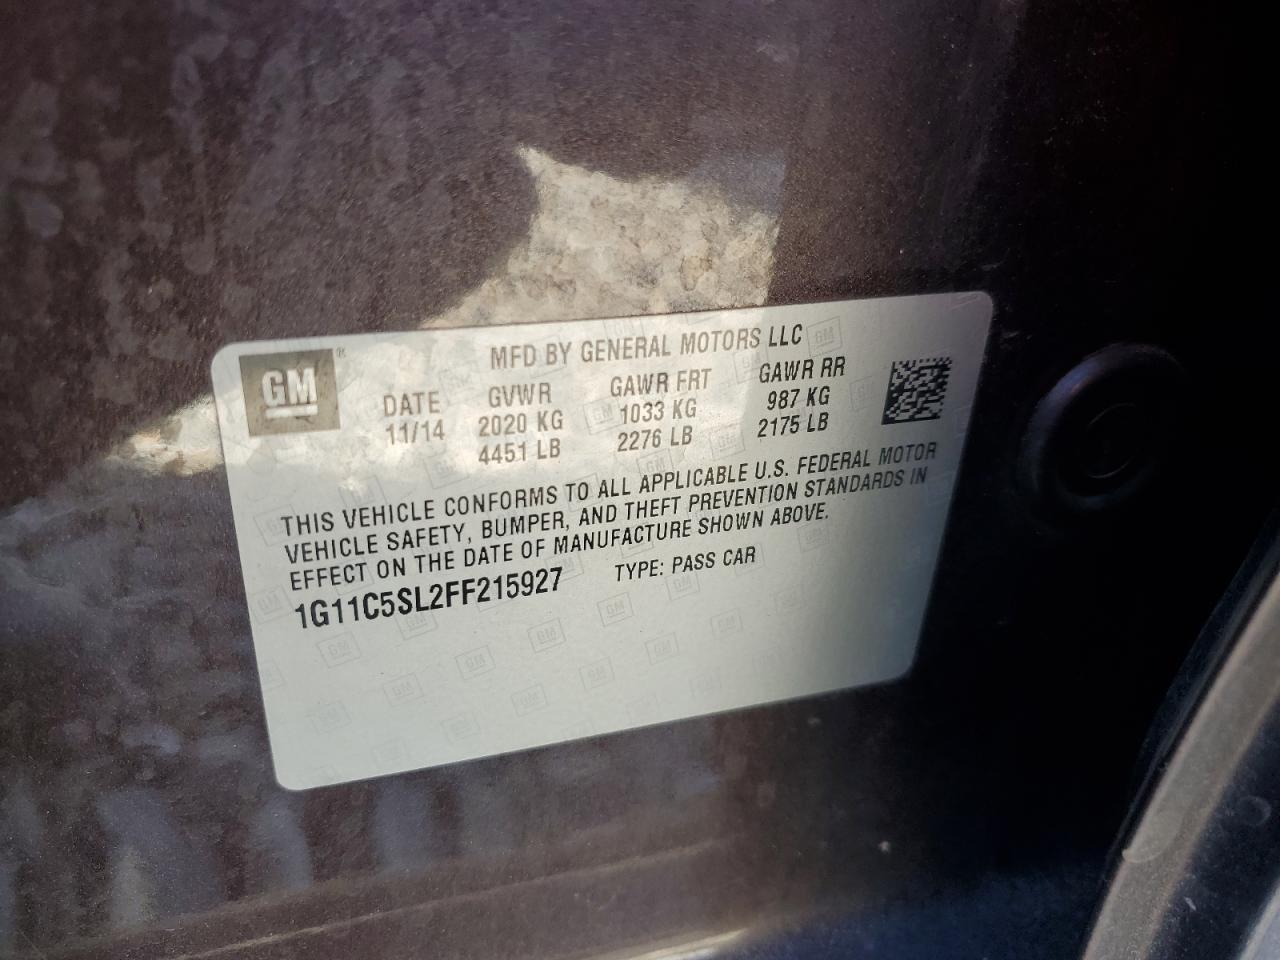 GM®
MFD BY GENERAL MOTORS LLC
DATE GVWR GAWR FRT GAWR RR
11/14 2020 KG 1033 KG 987 KG
4451 LB 2276 LB 2175 LB
THIS VEHICLE CONFORMS TO ALL APPLICABLE U.S. FEDERAL MOTOR
VEHICLE SAFETY, BUMPER, AND THEFT PREVENTION STANDARDS IN
EFFECT ON THE DATE OF MANUFACTURE SHOWN ABOVE.
1G11C5SL2FF215927 TYPE: PASS CAR